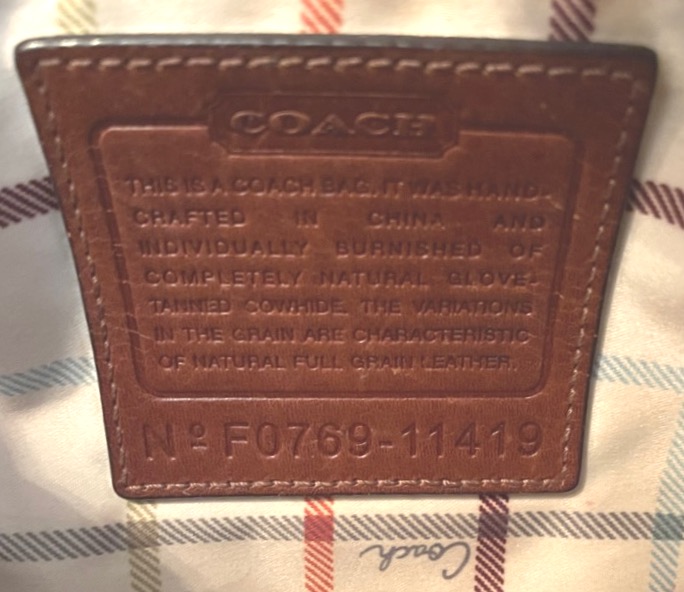 COACH
THIS IS A COACH BAG. IT WAS HAND-
CRAFTED IN CHINA AND
INDIVIDUALLY BURNISHED OF
COMPLETELY NATURAL GLOVE-
TANNED COWHIDE. THE VARIATIONS
IN THE GRAIN ARE CHARACTERISTIC
OF NATURAL FULL GRAIN LEATHER.
Nº F0769-11419
Coach